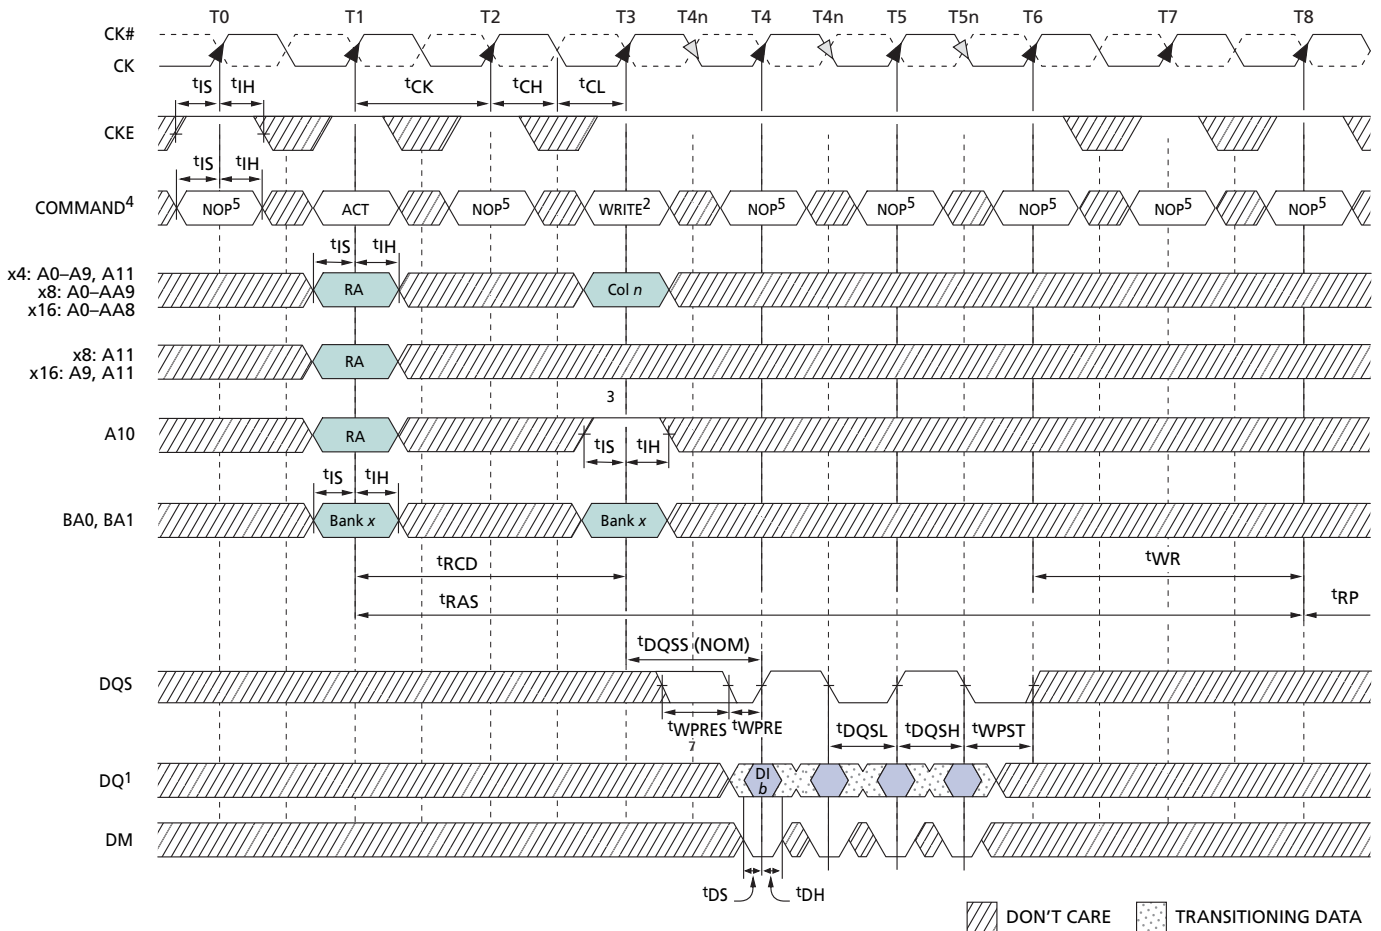 T0 T1 T2 T3 T4n T4 T4n T5 T5n T6 T7 T8
CK#
CK
tIS tIH tCK tCH tCL
CKE
tIS tIH
COMMAND4 NOP5 ACT NOP5 WRITE2 NOP5 NOP5 NOP5 NOP5 NOP5
tIS tIH
x4: A0–A9, A11
x8: A0–AA9
x16: A0–AA8
RA Col n
x8: A11
x16: A9, A11
RA
3
A10 RA
tIS tIH
tIS tIH
BA0, BA1 Bank x Bank x
tRCD tWR
tRAS tRP
tDQSS (NOM)
DQS
tWPRES tWPRE tDQSL tDQSH tWPST
7
DQ1 DI
b
DM
tDS tDH
DON'T CARE TRANSITIONING DATA